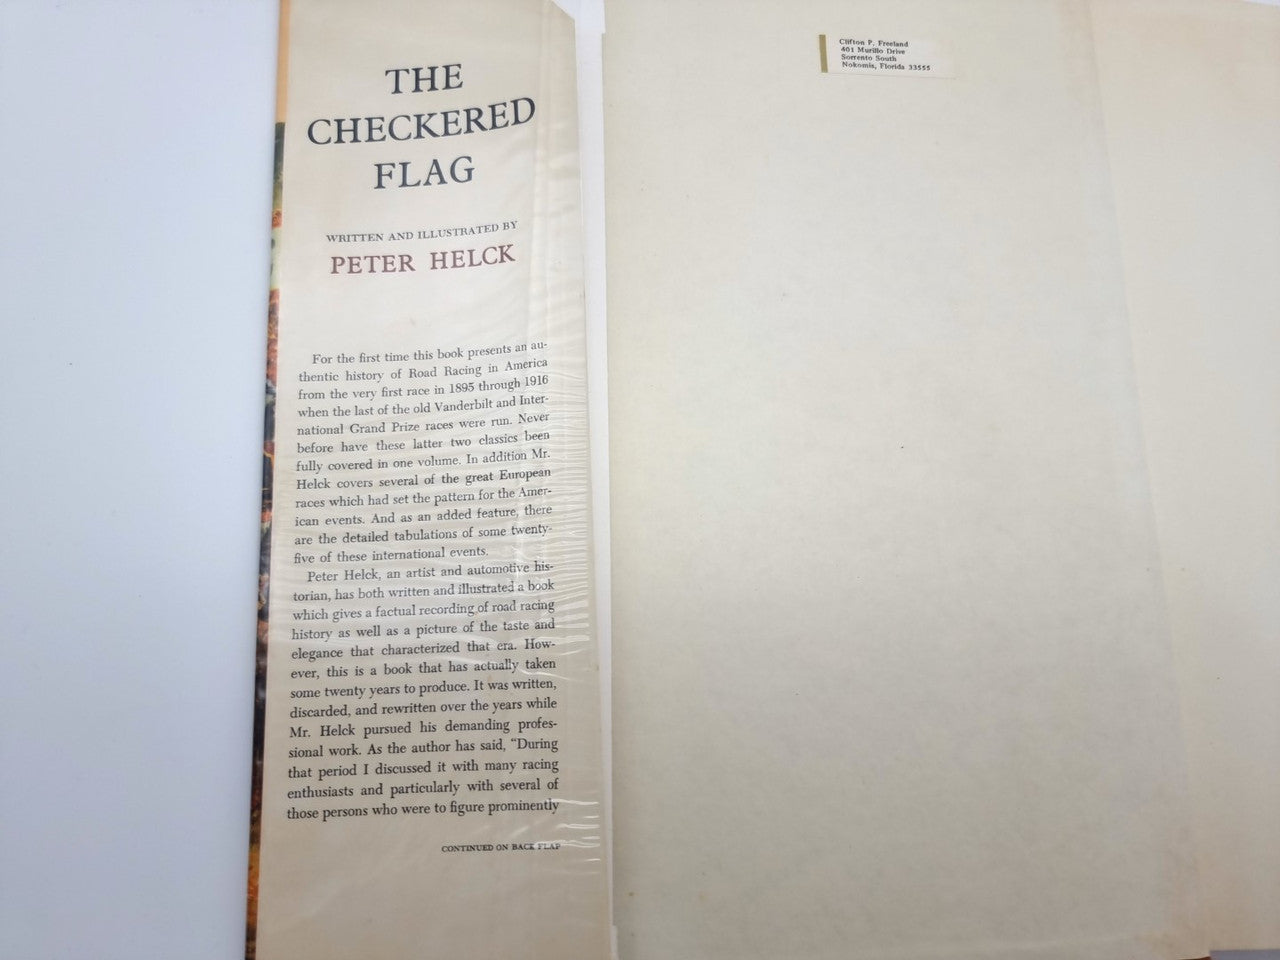 THE
CHECKERED
FLAG
WRITTEN AND ILLUSTRATED BY
PETER HELCK
For the first time this book presents an au-
thentic history of Road Racing in America
from the very first race in 1895 through 1916
when the last of the old Vanderbilt and Inter-
national Grand Prize races were run. Never
before have these latter two classics been
fully covered in one volume. In addition Mr.
Helck covers several of the great European
races which had set the pattern for the Amer-
ican events. And as an added feature, there
are the detailed tabulations of some twenty-
five of these international events.
Peter Helck, an artist and automotive his-
torian, has both written and illustrated a book
which gives a factual recording of road racing
history as well as a picture of the taste and
elegance that characterized that era. How-
ever, this is a book that has actually taken
some twenty years to produce. It was written,
discarded, and rewritten over the years while
Mr. Helck pursued his demanding profes-
sional work. As the author has said, “During
that period I discussed it with many racing
enthusiasts and particularly with several of
those persons who were to figure prominently
CONTINUED ON BACK FLAP
Clifton P. Freeland
401 Murillo Drive
Sorrento South
Nokomis, Florida 33555